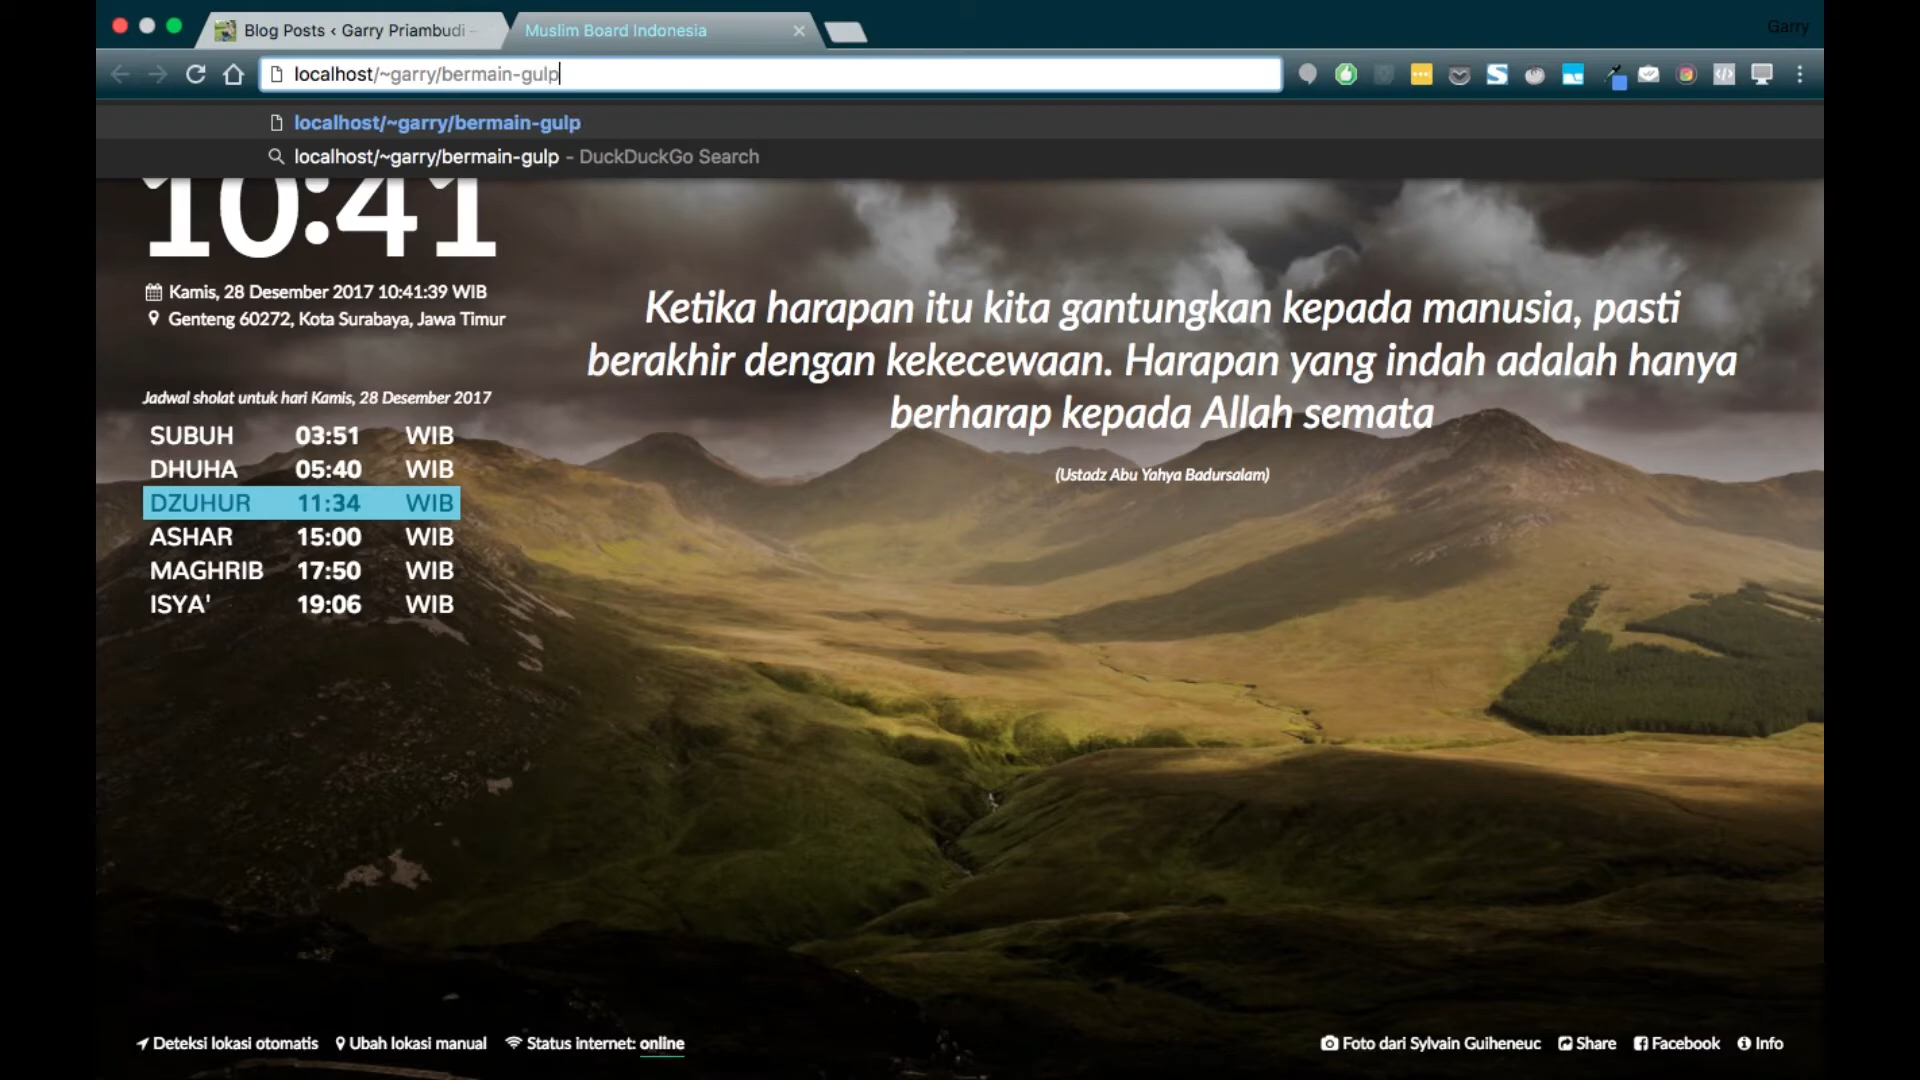 Blog Posts ‹ Garry Priambudi –
Muslim Board Indonesia
Garry
localhost/~garry/bermain-gulp
localhost/~garry/bermain-gulp
localhost/~garry/bermain-gulp – DuckDuckGo Search
10:41
Kamis, 28 Desember 2017 10:41:39 WIB
Genteng 60272, Kota Surabaya, Jawa Timur
Ketika harapan itu kita gantungkan kepada manusia, pasti
berakhir dengan kekecewaan. Harapan yang indah adalah hanya
berharap kepada Allah semata
(Ustadz Abu Yahya Badursalam)
Jadwal sholat untuk hari Kamis, 28 Desember 2017
SUBUH 03:51 WIB
DHUHA 05:40 WIB
DZUHUR 11:34 WIB
ASHAR 15:00 WIB
MAGHRIB 17:50 WIB
ISYA' 19:06 WIB
Deteksi lokasi otomatis Ubah lokasi manual Status internet: online
Foto dari Sylvain Guiheneuc Share Facebook Info